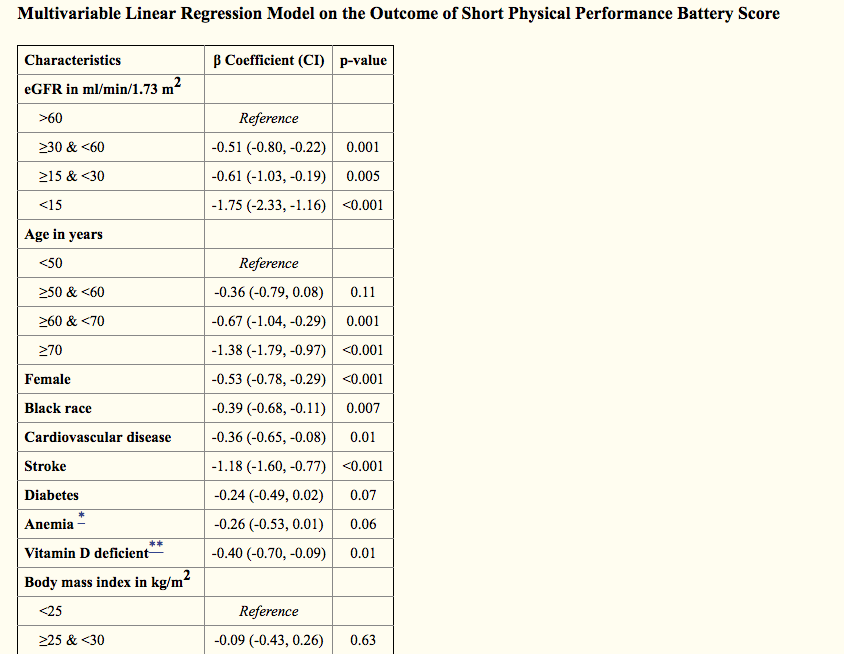 Multivariable Linear Regression Model on the Outcome of Short Physical Performance Battery Score
Characteristics β Coefficient (CI) p-value
eGFR in ml/min/1.73 m2
>60 Reference
≥30 & <60 -0.51 (-0.80, -0.22) 0.001
≥15 & <30 -0.61 (-1.03, -0.19) 0.005
<15 -1.75 (-2.33, -1.16) <0.001
Age in years
<50 Reference
≥50 & <60 -0.36 (-0.79, 0.08) 0.11
≥60 & <70 -0.67 (-1.04, -0.29) 0.001
≥70 -1.38 (-1.79, -0.97) <0.001
Female -0.53 (-0.78, -0.29) <0.001
Black race -0.39 (-0.68, -0.11) 0.007
Cardiovascular disease -0.36 (-0.65, -0.08) 0.01
Stroke -1.18 (-1.60, -0.77) <0.001
Diabetes -0.24 (-0.49, 0.02) 0.07
Anemia * -0.26 (-0.53, 0.01) 0.06
Vitamin D deficient** -0.40 (-0.70, -0.09) 0.01
Body mass index in kg/m2
<25 Reference
≥25 & <30 -0.09 (-0.43, 0.26) 0.63